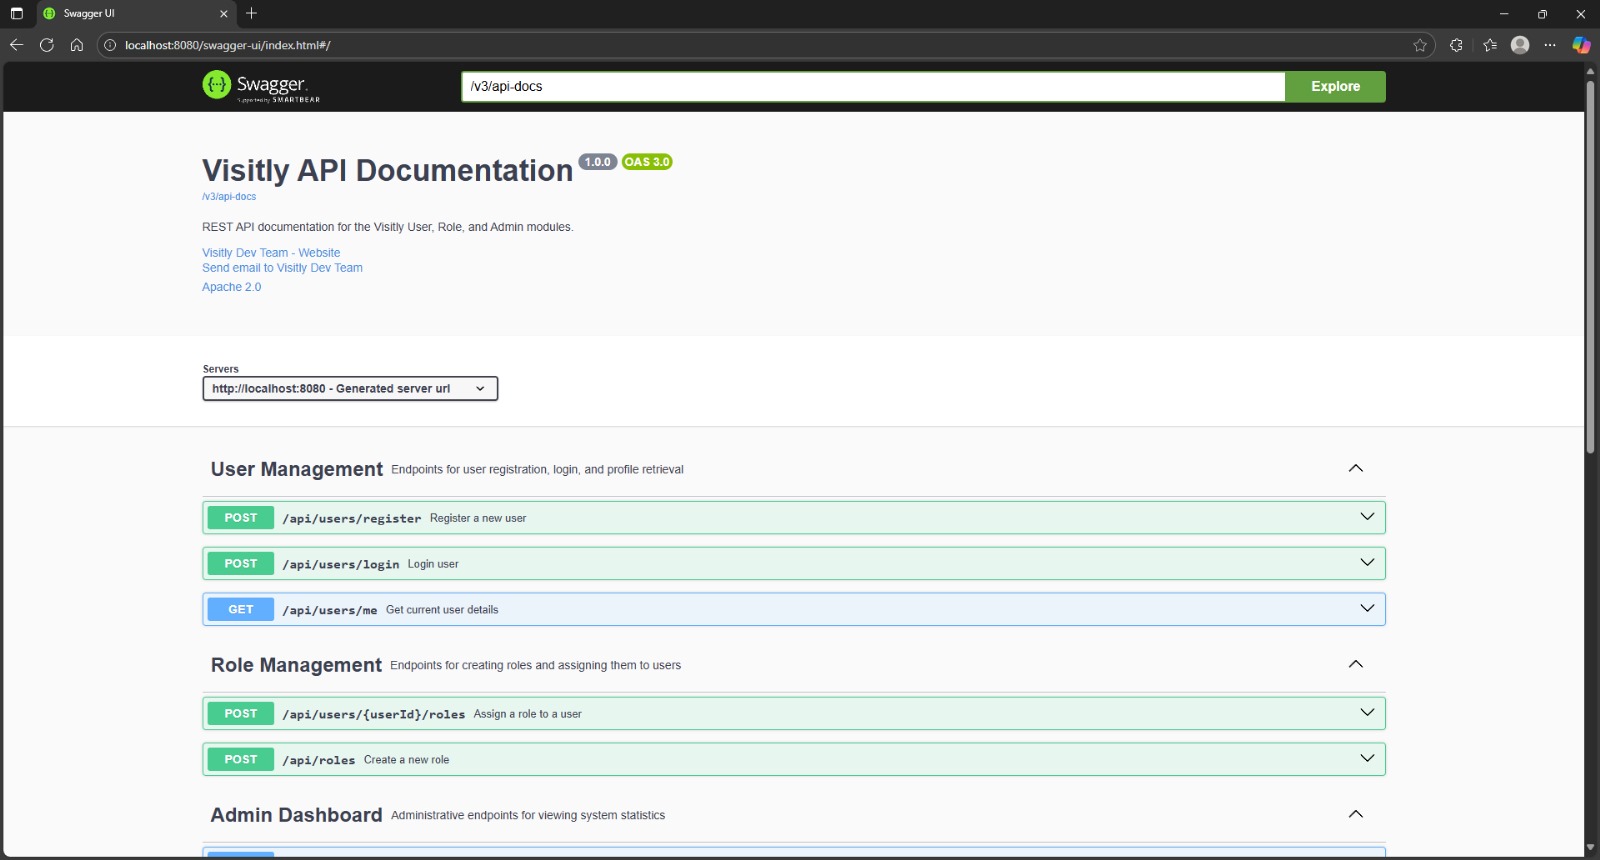 Swagger UI
localhost:8080/swagger-ui/index.html#/
Swagger.
Supported by SMARTBEAR
/v3/api-docs
Explore
Visitly API Documentation 1.0.0 OAS 3.0
/v3/api-docs
REST API documentation for the Visitly User, Role, and Admin modules.
Visitly Dev Team - Website
Send email to Visitly Dev Team
Apache 2.0
Servers
http://localhost:8080 - Generated server url
User Management Endpoints for user registration, login, and profile retrieval
POST /api/users/register Register a new user
POST /api/users/login Login user
GET /api/users/me Get current user details
Role Management Endpoints for creating roles and assigning them to users
POST /api/users/{userId}/roles Assign a role to a user
POST /api/roles Create a new role
Admin Dashboard Administrative endpoints for viewing system statistics